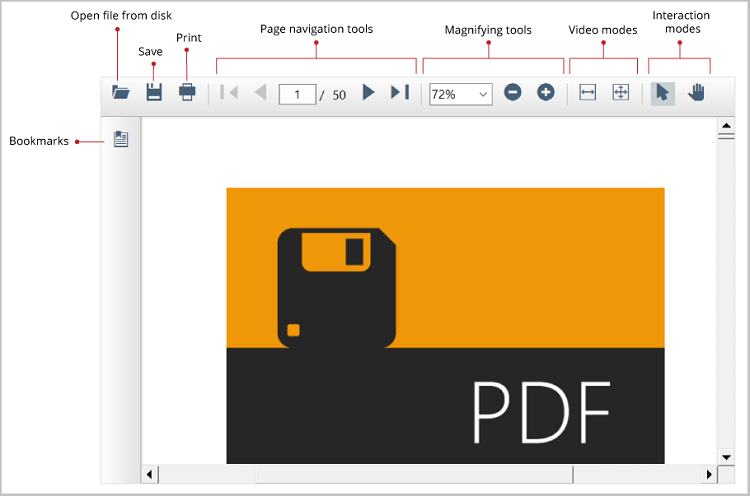 Open file from disk
Save
Print
Page navigation tools
Magnifying tools
Video modes
Interaction
modes
1 / 50
72%
Bookmarks
PDF